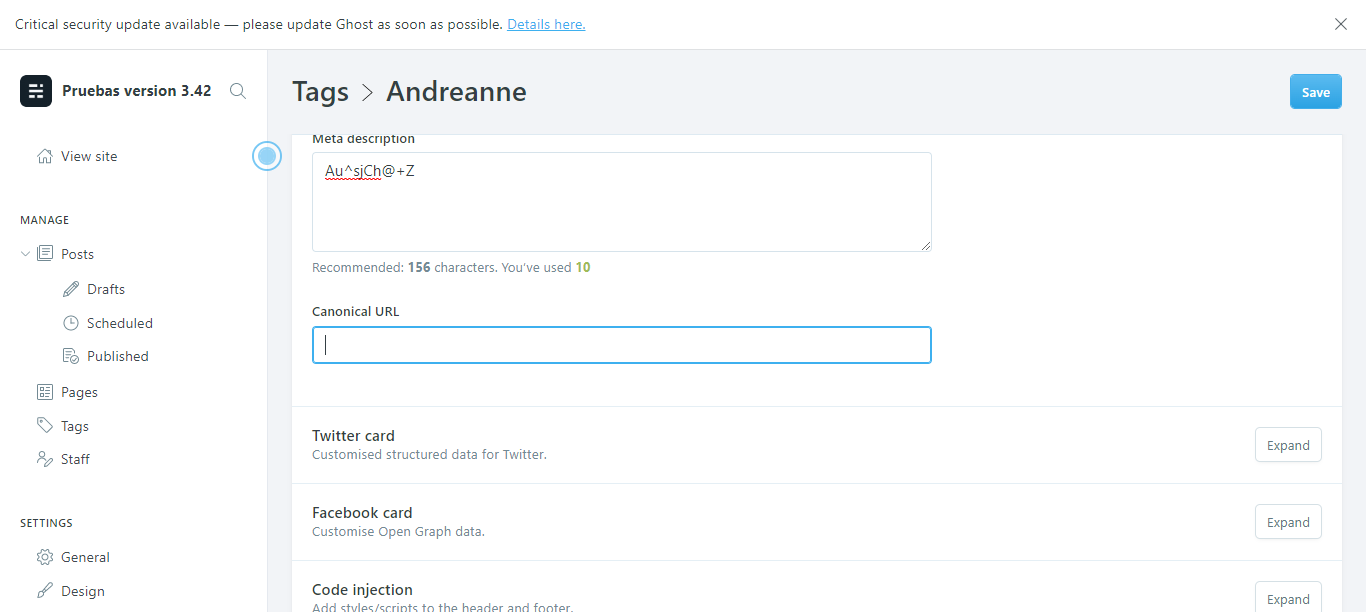 Critical security update available — please update Ghost as soon as possible. Details here.
Pruebas version 3.42
View site
MANAGE
Posts
Drafts
Scheduled
Published
Pages
Tags
Staff
SETTINGS
General
Design
Tags > Andreanne
Save
Meta description
Au^sjCh@+Z
Recommended: 156 characters. You've used 10
Canonical URL
Twitter card
Customised structured data for Twitter.
Expand
Facebook card
Customise Open Graph data.
Expand
Code injection
Add styles/scripts to the header and footer.
Expand